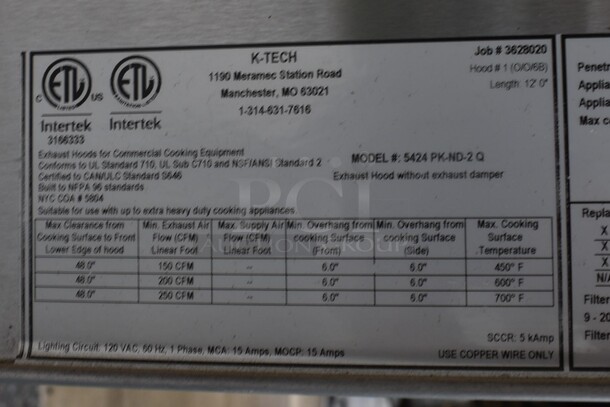 K-TECH
1190 Meramec Station Road
Manchester, MO 63021
1-314-631-7616
Job # 3628020
Hood # 1 (O/O/6B)
Length: 12' 0"
C ETL US ETL
Intertek Intertek
3166333
Exhaust Hoods for Commercial Cooking Equipment
Conforms to UL Standard 710, UL Sub C710 and NSF/ANSI Standard 2
Certified to CAN/ULC Standard S646
Built to NFPA 96 standards
NYC COA # 5804
Suitable for use with up to extra heavy duty cooking appliances
MODEL #: 5424 PK-ND-2 Q
Exhaust Hood without exhaust damper
Max Clearance from Cooking Surface to Front Lower Edge of hood
Min. Exhaust Air Flow (CFM) Linear Foot
Max. Supply Air Flow (CFM) Linear Foot
Min. Overhang from cooking Surface (Front)
Min. Overhang from cooking Surface (Side)
Max. Cooking Surface Temperature
48.0" 150 CFM -- 6.0" 6.0" 450° F
48.0" 200 CFM -- 6.0" 6.0" 600° F
48.0" 250 CFM -- 6.0" 6.0" 700° F
Lighting Circuit: 120 VAC, 60 Hz, 1 Phase, MCA: 15 Amps, MOCP: 15 Amps
SCCR: 5 kAmp
USE COPPER WIRE ONLY
PCI
AUCTION GROUP
Max c
X
X
X
N/
Filter
9 - 20
Filter